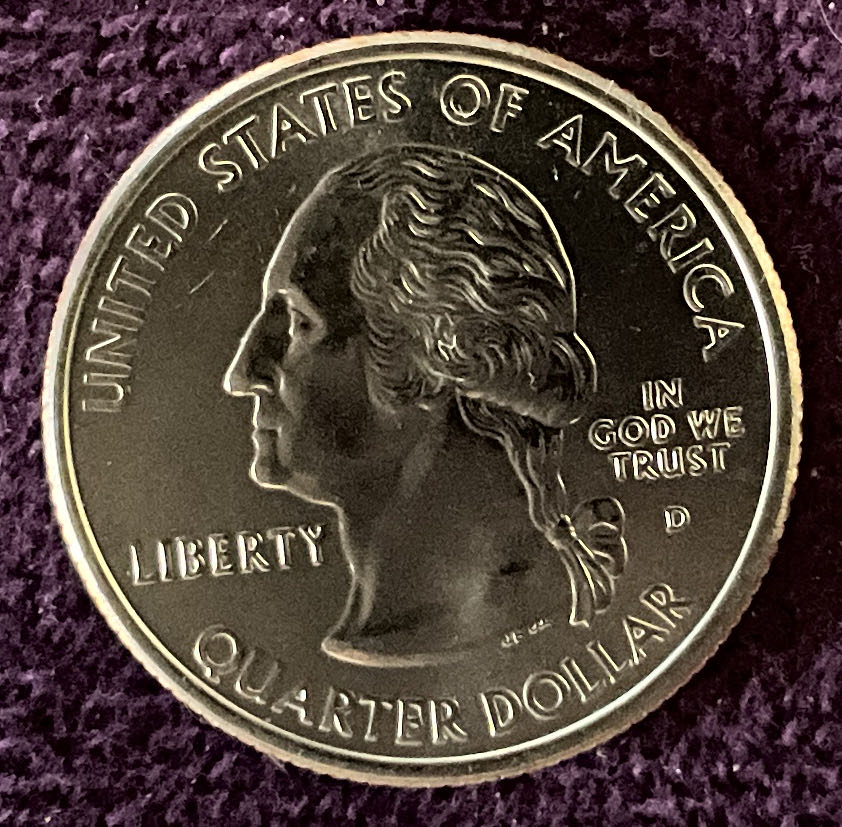 UNITED STATES OF AMERICA
IN
GOD WE
TRUST
D
LIBERTY
QUARTER DOLLAR